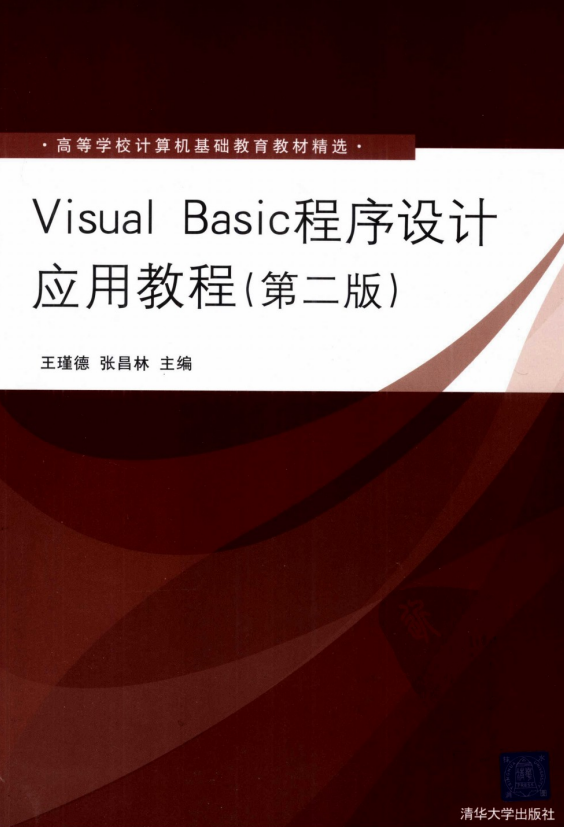 ·高等学校计算机基础教育教材精选·
Visual Basic程序设计
应用教程(第二版)
王瑾德 张昌林 主编
清华大学出版社